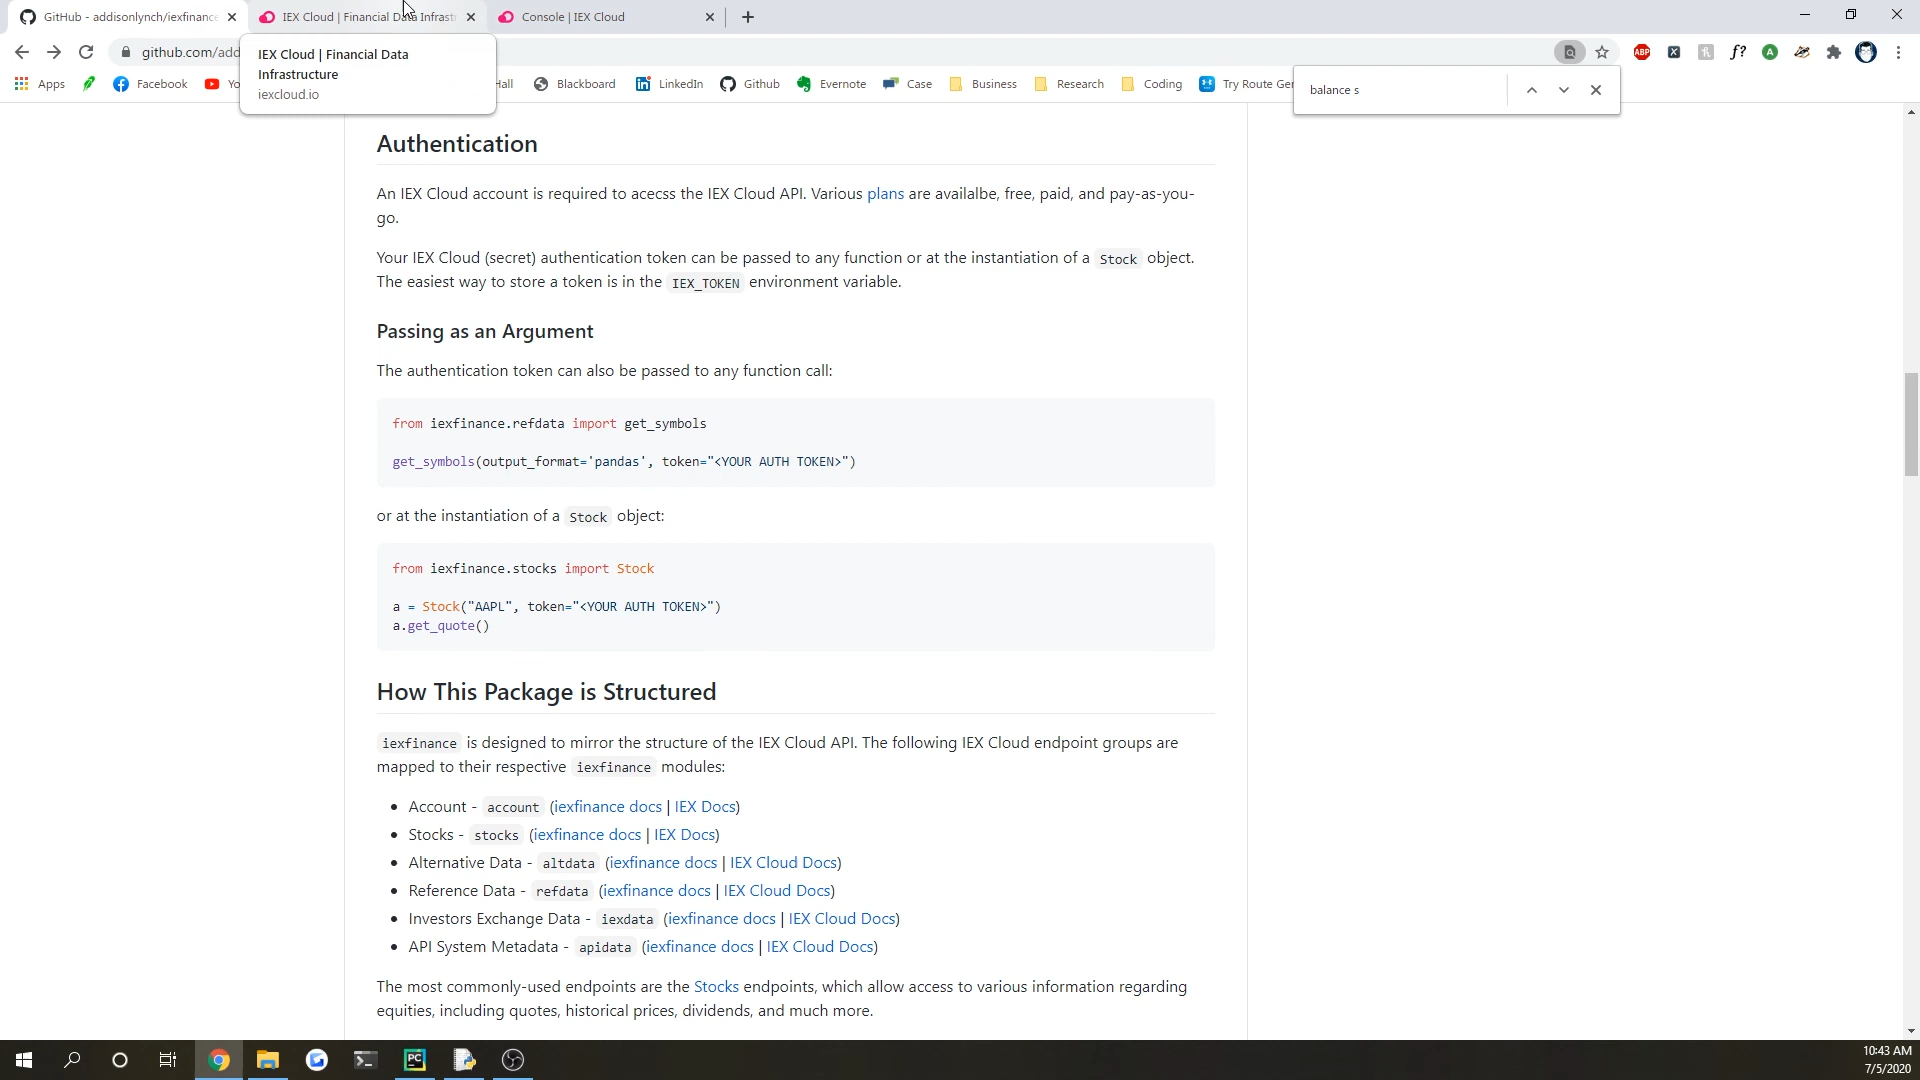 GitHub - addisonlynch/iexfinance
IEX Cloud | Financial Data Infrast
Console | IEX Cloud
github.com/add
IEX Cloud | Financial Data
Infrastructure
iexcloud.io
balance s
Apps
Facebook
Yo
Hall
Blackboard
LinkedIn
Github
Evernote
Case
Business
Research
Coding
Try Route Ger
ABP
X
f?
A
Authentication
An IEX Cloud account is required to acecss the IEX Cloud API. Various plans are availalbe, free, paid, and pay-as-you-
go.
Your IEX Cloud (secret) authentication token can be passed to any function or at the instantiation of a Stock object.
The easiest way to store a token is in the IEX_TOKEN environment variable.
Passing as an Argument
The authentication token can also be passed to any function call:
from iexfinance.refdata import get_symbols
get_symbols(output_format='pandas', token="<YOUR AUTH TOKEN>")
or at the instantiation of a Stock object:
from iexfinance.stocks import Stock
a = Stock("AAPL", token="<YOUR AUTH TOKEN>")
a.get_quote()
How This Package is Structured
iexfinance is designed to mirror the structure of the IEX Cloud API. The following IEX Cloud endpoint groups are
mapped to their respective iexfinance modules:
• Account - account (iexfinance docs | IEX Docs)
• Stocks - stocks (iexfinance docs | IEX Docs)
• Alternative Data - altdata (iexfinance docs | IEX Cloud Docs)
• Reference Data - refdata (iexfinance docs | IEX Cloud Docs)
• Investors Exchange Data - iexdata (iexfinance docs | IEX Cloud Docs)
• API System Metadata - apidata (iexfinance docs | IEX Cloud Docs)
The most commonly-used endpoints are the Stocks endpoints, which allow access to various information regarding
equities, including quotes, historical prices, dividends, and much more.
PC
10:43 AM
7/5/2020